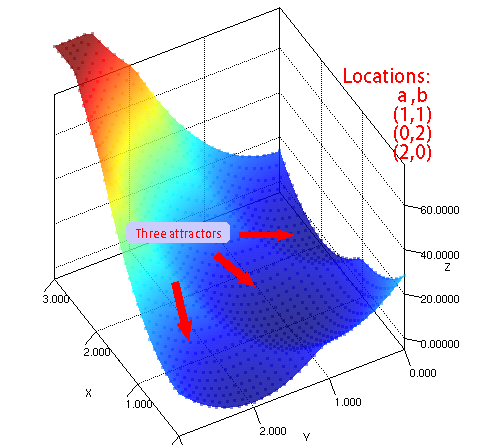 Locations:
a ,b
(1,1)
(0,2)
(2,0)
Three attractors
60.0000
40.0000
Z
20.0000
0.00000
3.000
2.000
X
1.000
0.000
1.000
Y
2.000